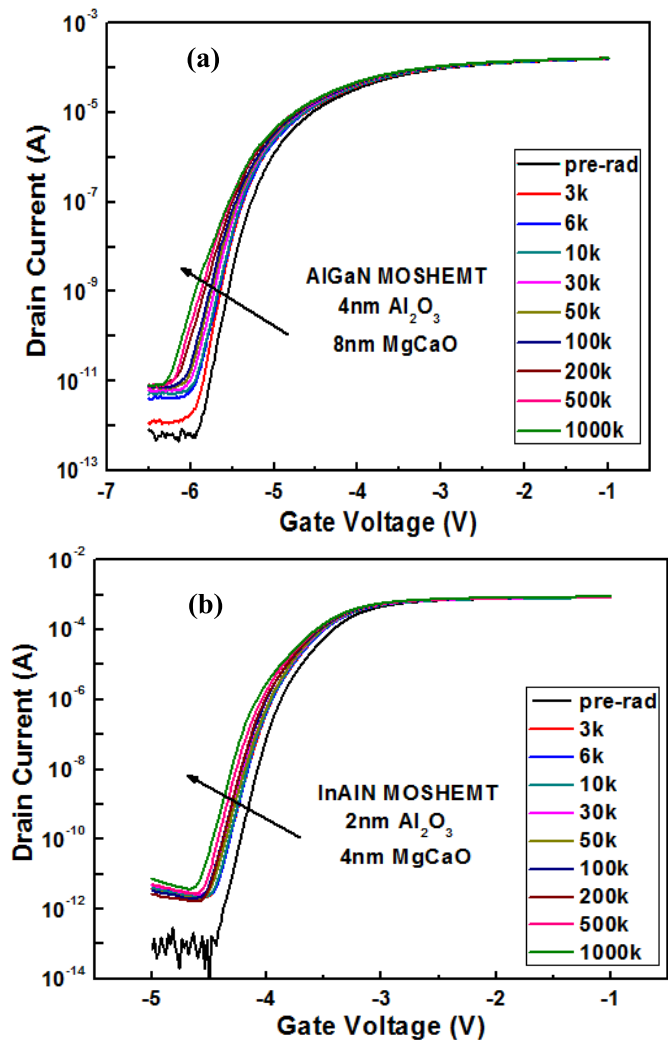 (a)
10^-3
10^-5
10^-7
10^-9
10^-11
10^-13
Drain Current (A)
-7 -6 -5 -4 -3 -2 -1
Gate Voltage (V)
AlGaN MOSHEMT
4nm Al₂O₃
8nm MgCaO
pre-rad
3k
6k
10k
30k
50k
100k
200k
500k
1000k
(b)
10^-2
10^-4
10^-6
10^-8
10^-10
10^-12
10^-14
Drain Current (A)
-5 -4 -3 -2 -1
Gate Voltage (V)
InAlN MOSHEMT
2nm Al₂O₃
4nm MgCaO
pre-rad
3k
6k
10k
30k
50k
100k
200k
500k
1000k